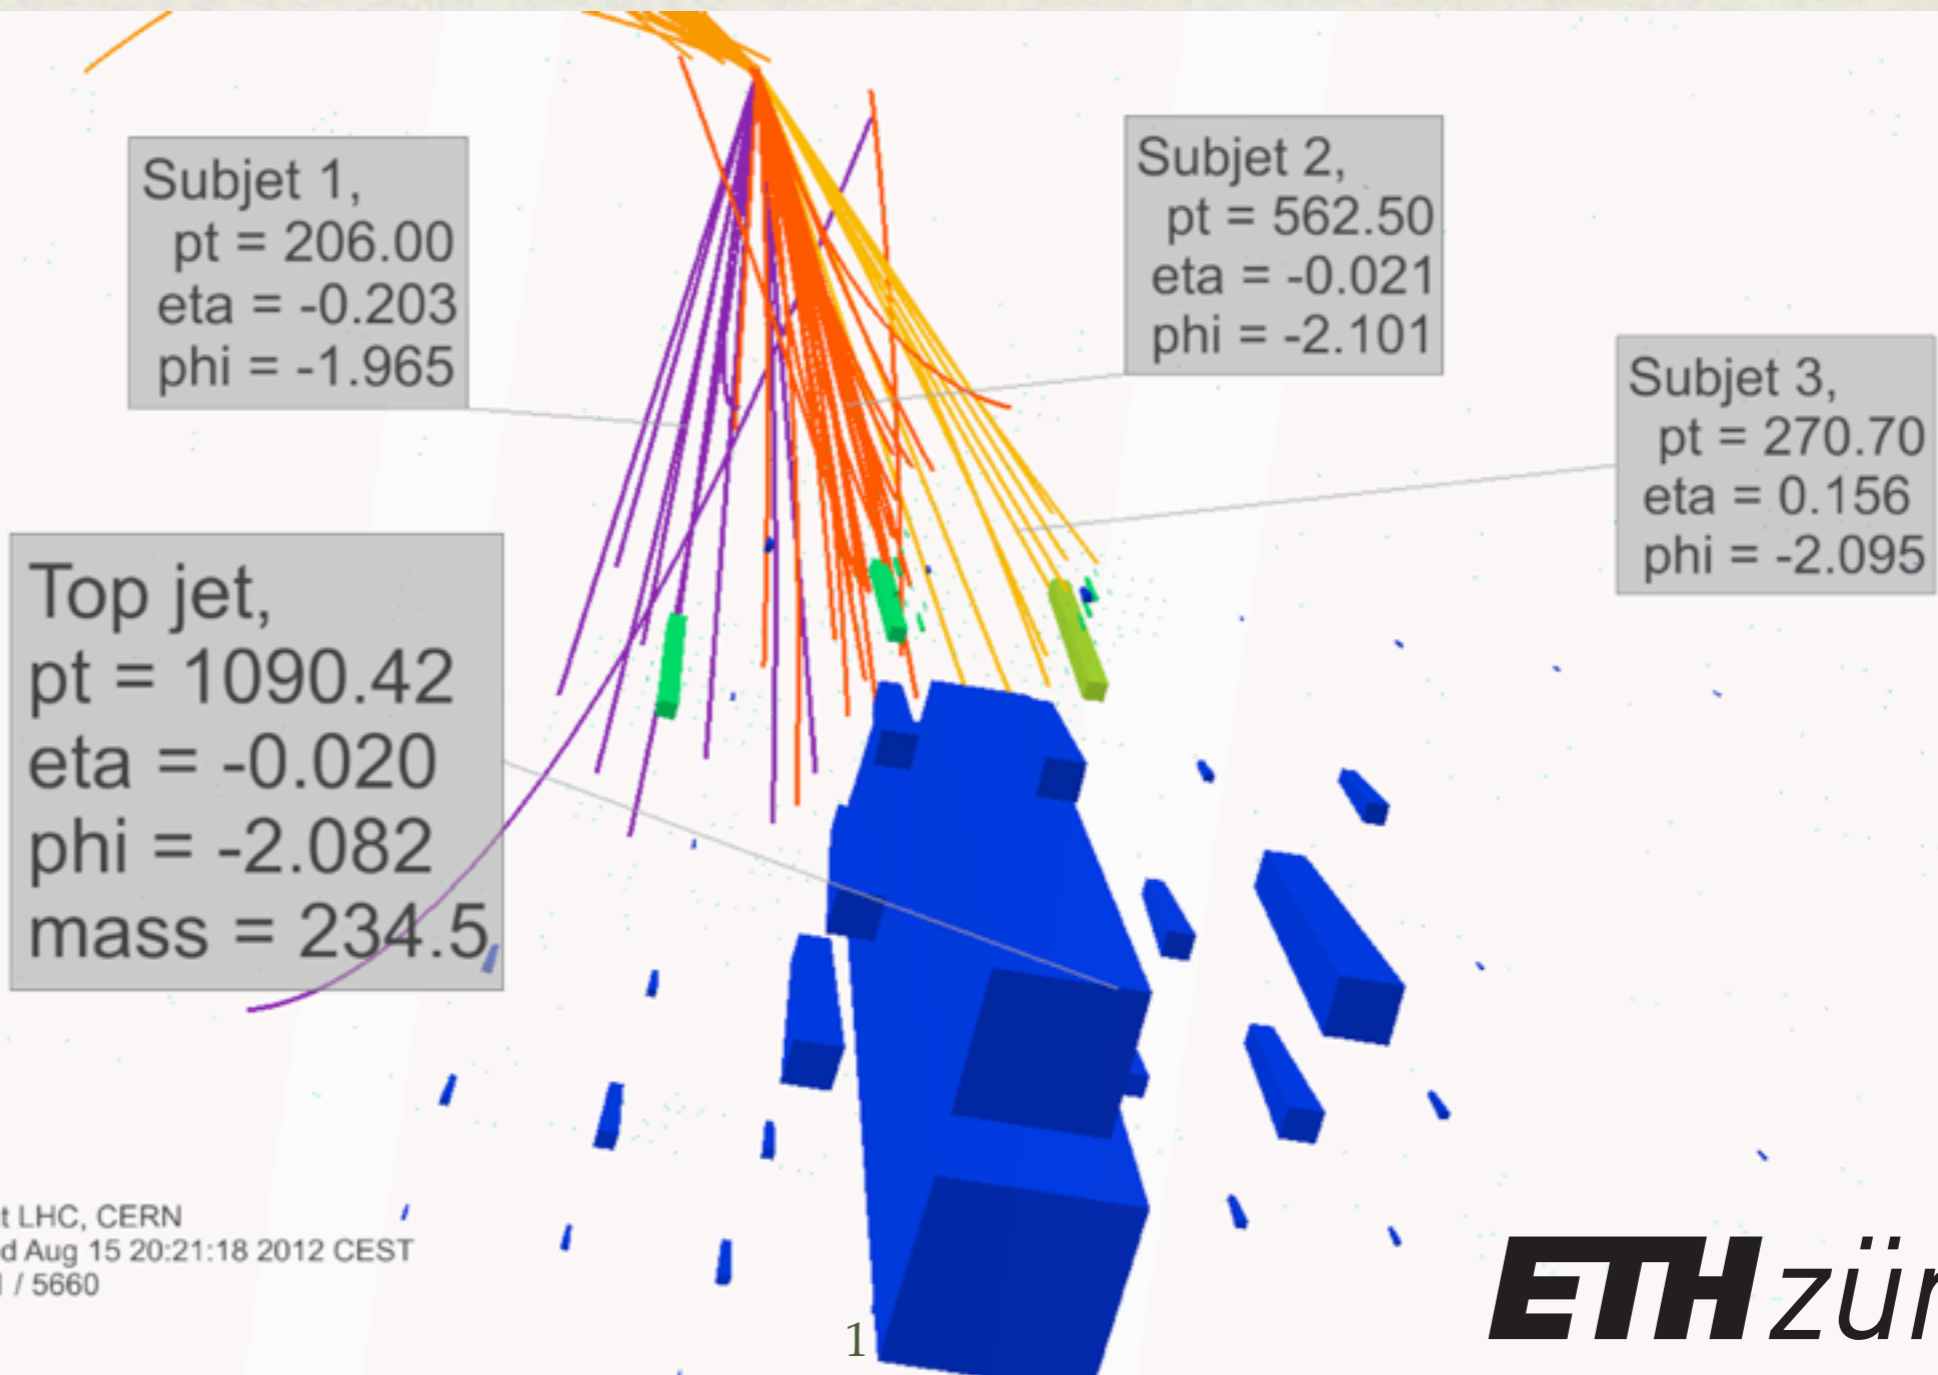 Subjet 1,
pt = 206.00
eta = -0.203
phi = -1.965
Subjet 2,
pt = 562.50
eta = -0.021
phi = -2.101
Subjet 3,
pt = 270.70
eta = 0.156
phi = -2.095
Top jet,
pt = 1090.42
eta = -0.020
phi = -2.082
mass = 234.5
t LHC, CERN
d Aug 15 20:21:18 2012 CEST
/ 5660
1
ETH zür